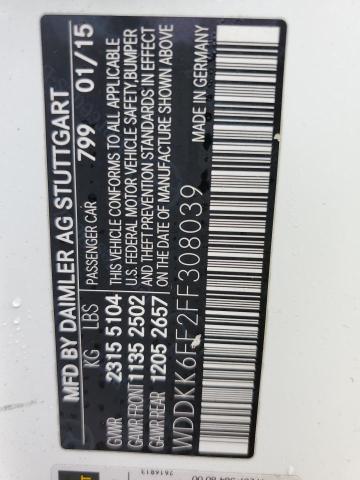 MFD BY DAIMLER AG STUTTGART
KG LBS PASSENGER CAR 799 01/15
GVWR 2315 5104 THIS VEHICLE CONFORMS TO ALL APPLICABLE
U.S. FEDERAL MOTOR VEHICLE SAFETY, BUMPER
GAWR FRONT 1135 2502 AND THEFT PREVENTION STANDARDS IN EFFECT
GAWR REAR 1205 2657 ON THE DATE OF MANUFACTURE SHOWN ABOVE
WDDKK6FF2FF308039 MADE IN GERMANY
2616813